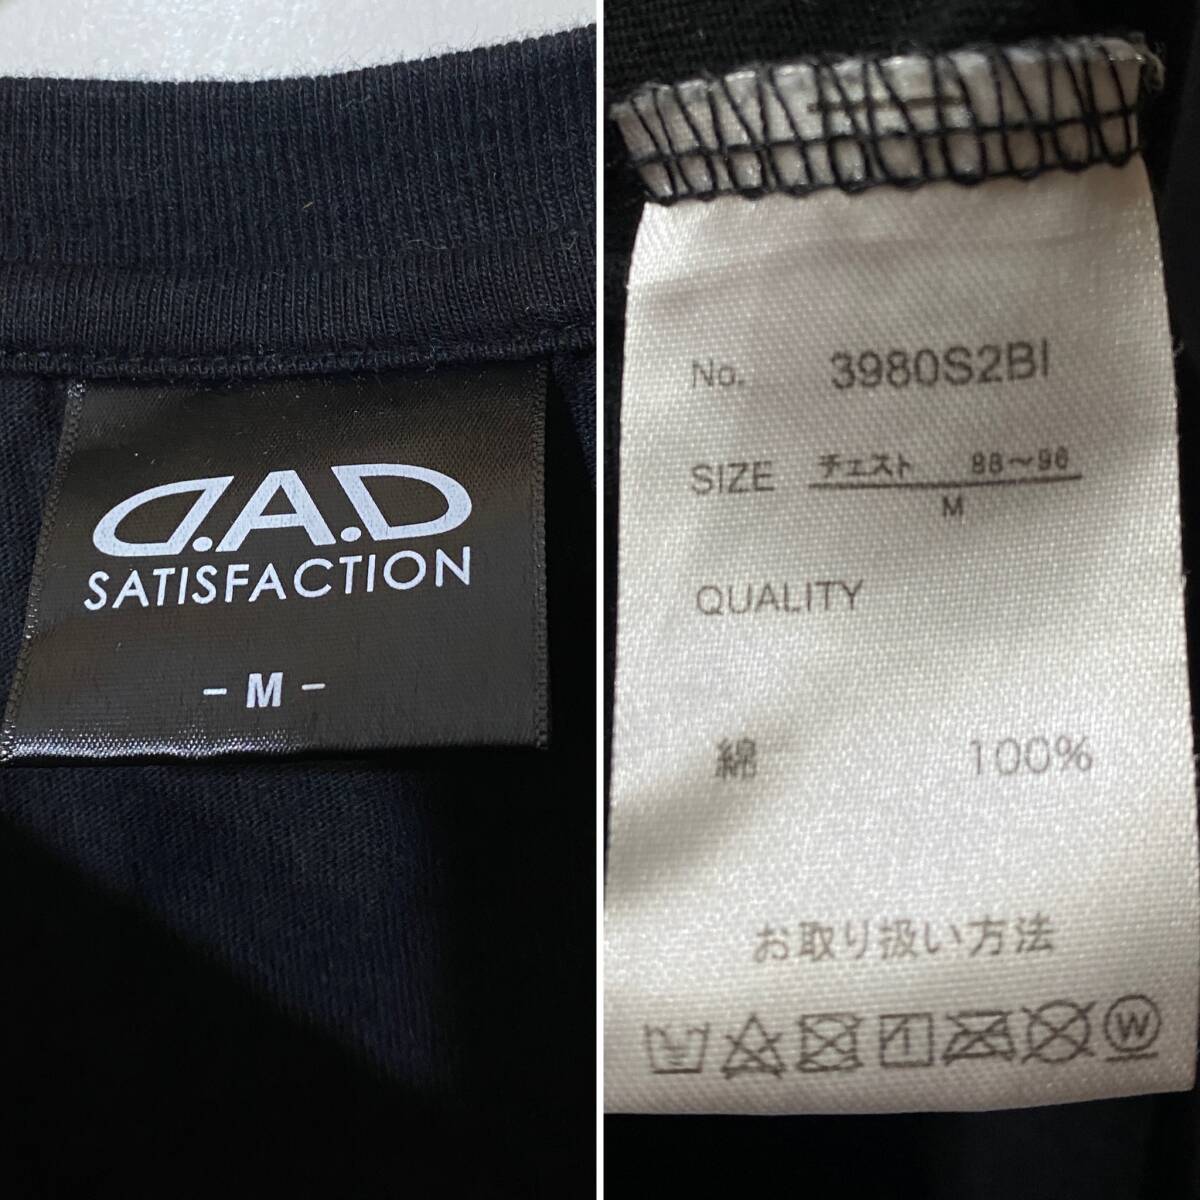 D.A.D
SATISFACTION
- M -
No. 3980S2BI
SIZE チェスト 88～96
M
QUALITY
綿 100%
お取り扱い方法
W